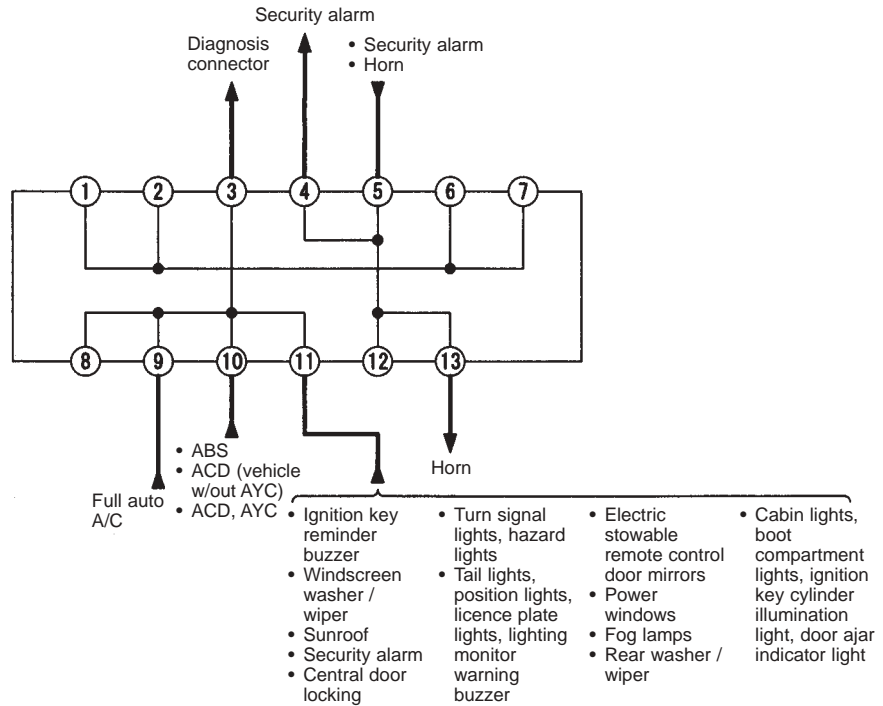 Security alarm
Diagnosis
connector
• Security alarm
• Horn
1 2 3 4 5 6 7
8 9 10 11 12 13
Full auto
A/C
• ABS
• ACD (vehicle
w/out AYC)
• ACD, AYC
Horn
• Ignition key
reminder
buzzer
• Windscreen
washer /
wiper
• Sunroof
• Security alarm
• Central door
locking
• Turn signal
lights, hazard
lights
• Tail lights,
position lights,
licence plate
lights, lighting
monitor
warning
buzzer
• Electric
stowable
remote control
door mirrors
• Power
windows
• Fog lamps
• Rear washer /
wiper
• Cabin lights,
boot
compartment
lights, ignition
key cylinder
illumination
light, door ajar
indicator light